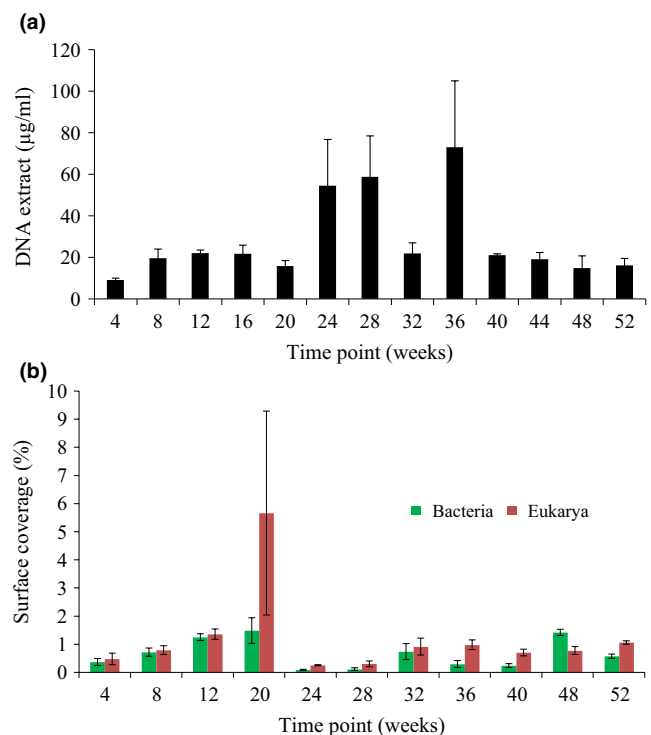 (a)
DNA extract (µg/ml)
120
100
80
60
40
20
0
4 8 12 16 20 24 28 32 36 40 44 48 52
Time point (weeks)
(b)
Surface coverage (%)
10
9
8
7
6
5
4
3
2
1
0
Bacteria Eukarya
4 8 12 20 24 28 32 36 40 48 52
Time point (weeks)